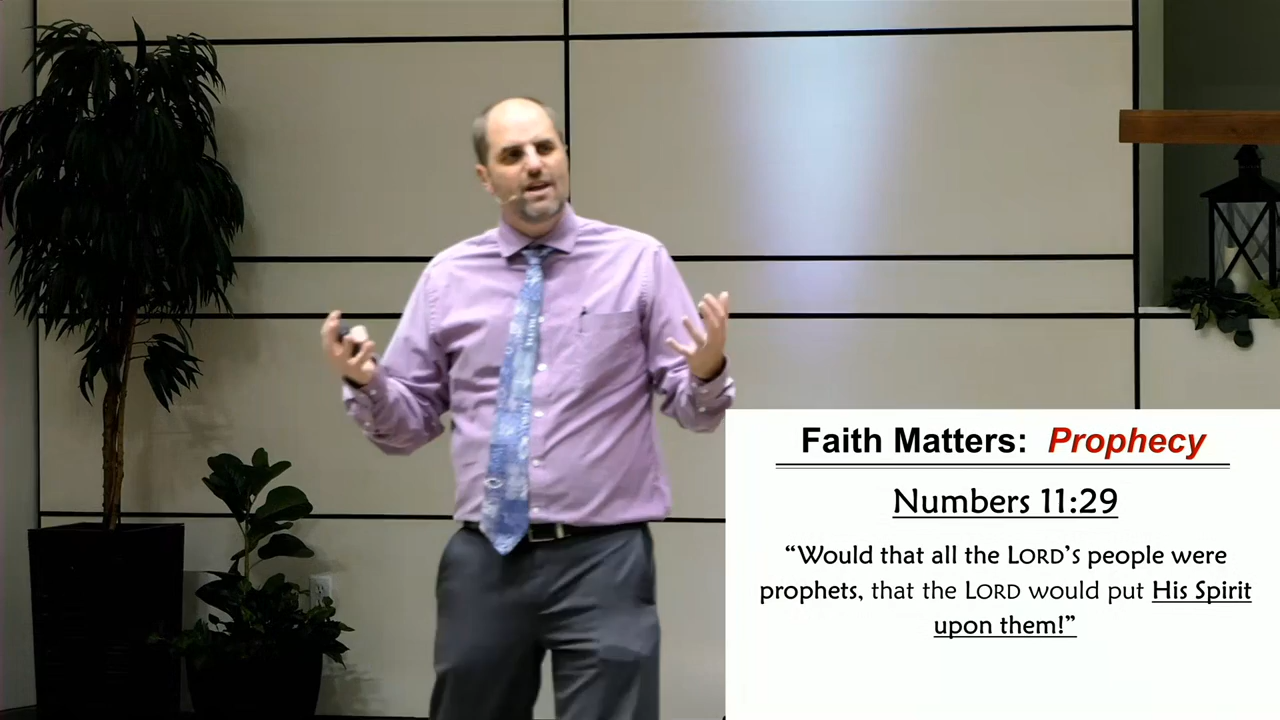 Faith Matters: Prophecy
Numbers 11:29
“Would that all the LORD’S people were
prophets, that the LORD would put His Spirit
upon them!”